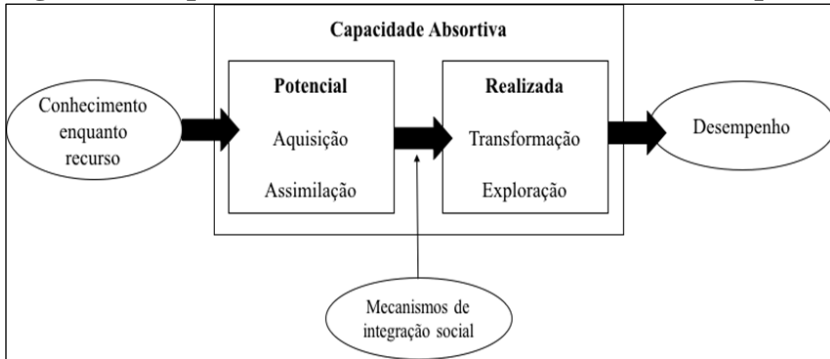 Capacidade Absortiva
Conhecimento
enquanto
recurso
Potencial
Aquisição
Assimilação
Realizada
Transformação
Exploração
Desempenho
Mecanismos de
integração social